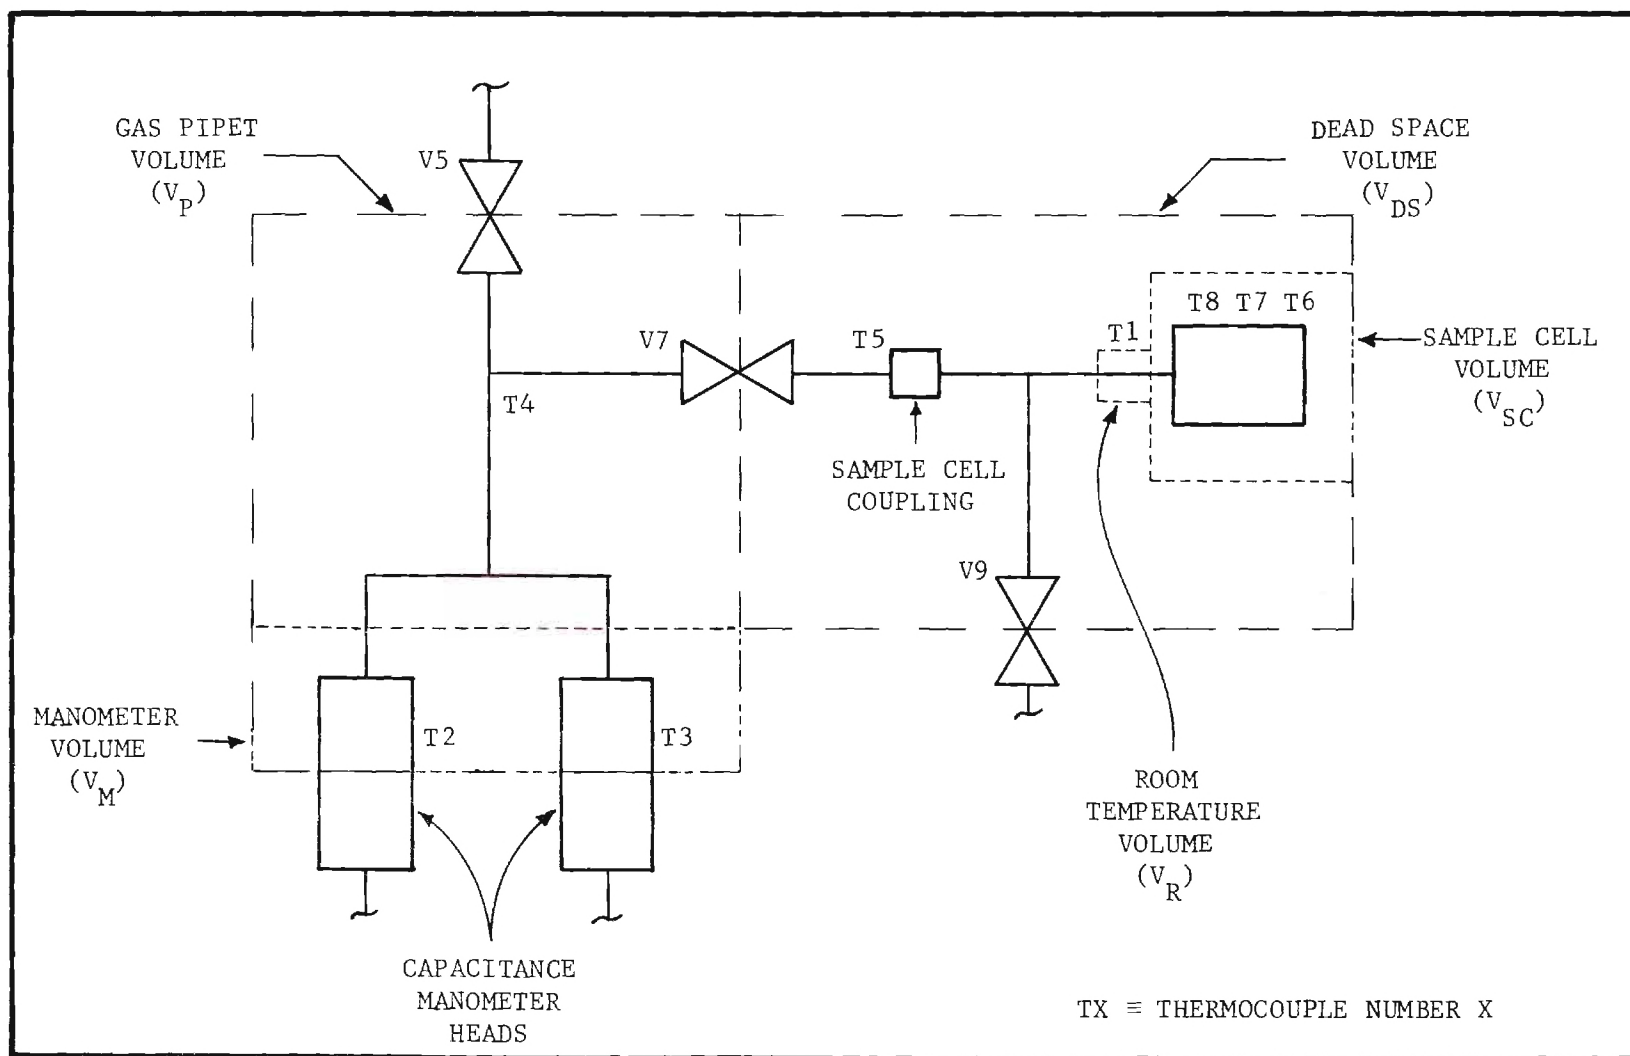 GAS PIPET
VOLUME
(V_P)
V5
DEAD SPACE
VOLUME
(V_DS)
V7
T5
T1
T8 T7 T6
SAMPLE CELL
VOLUME
(V_SC)
T4
SAMPLE CELL
COUPLING
V9
MANOMETER
VOLUME
(V_M)
T2
T3
ROOM
TEMPERATURE
VOLUME
(V_R)
CAPACITANCE
MANOMETER
HEADS
TX ≡ THERMOCOUPLE NUMBER X